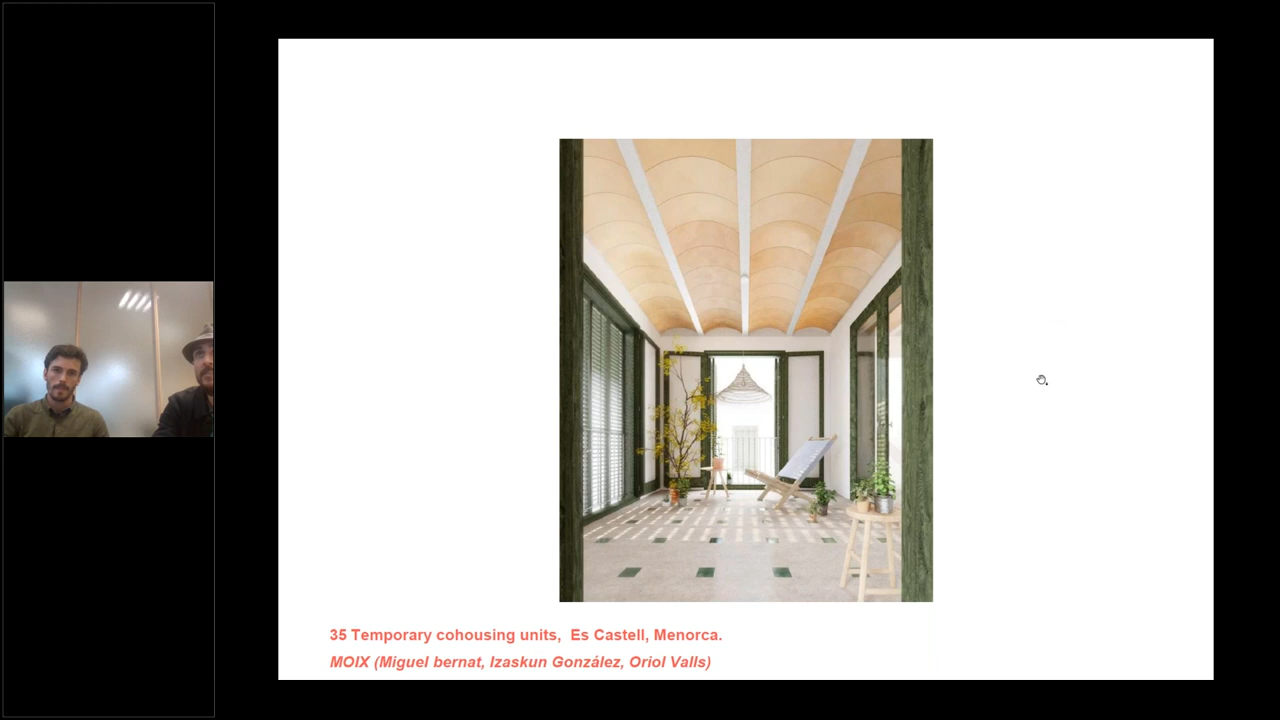 35 Temporary cohousing units,  Es Castell, Menorca.
MOIX (Miguel bernat, Izaskun González, Oriol Valls)